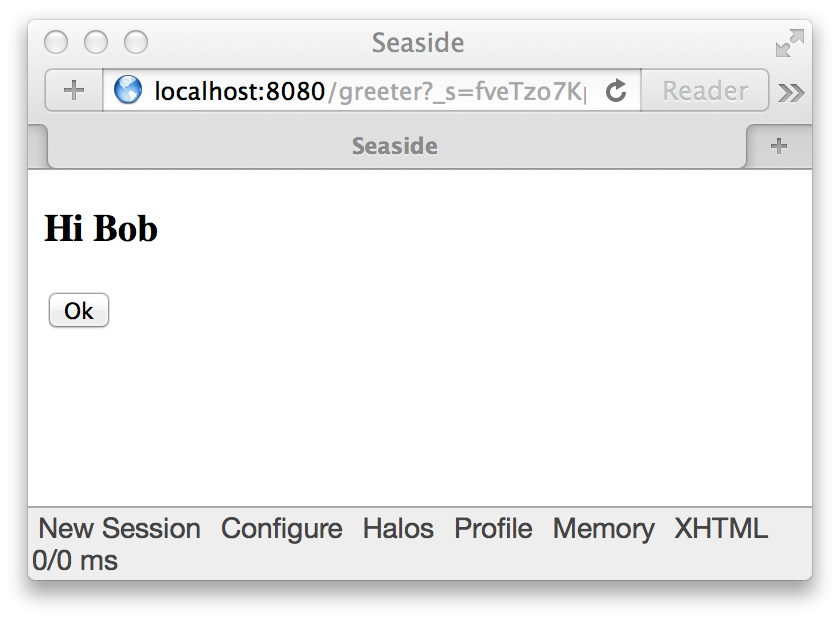 Seaside
localhost:8080/greeter?_s=fveTzo7K
Reader
Seaside
Hi Bob
Ok
New Session Configure Halos Profile Memory XHTML
0/0 ms